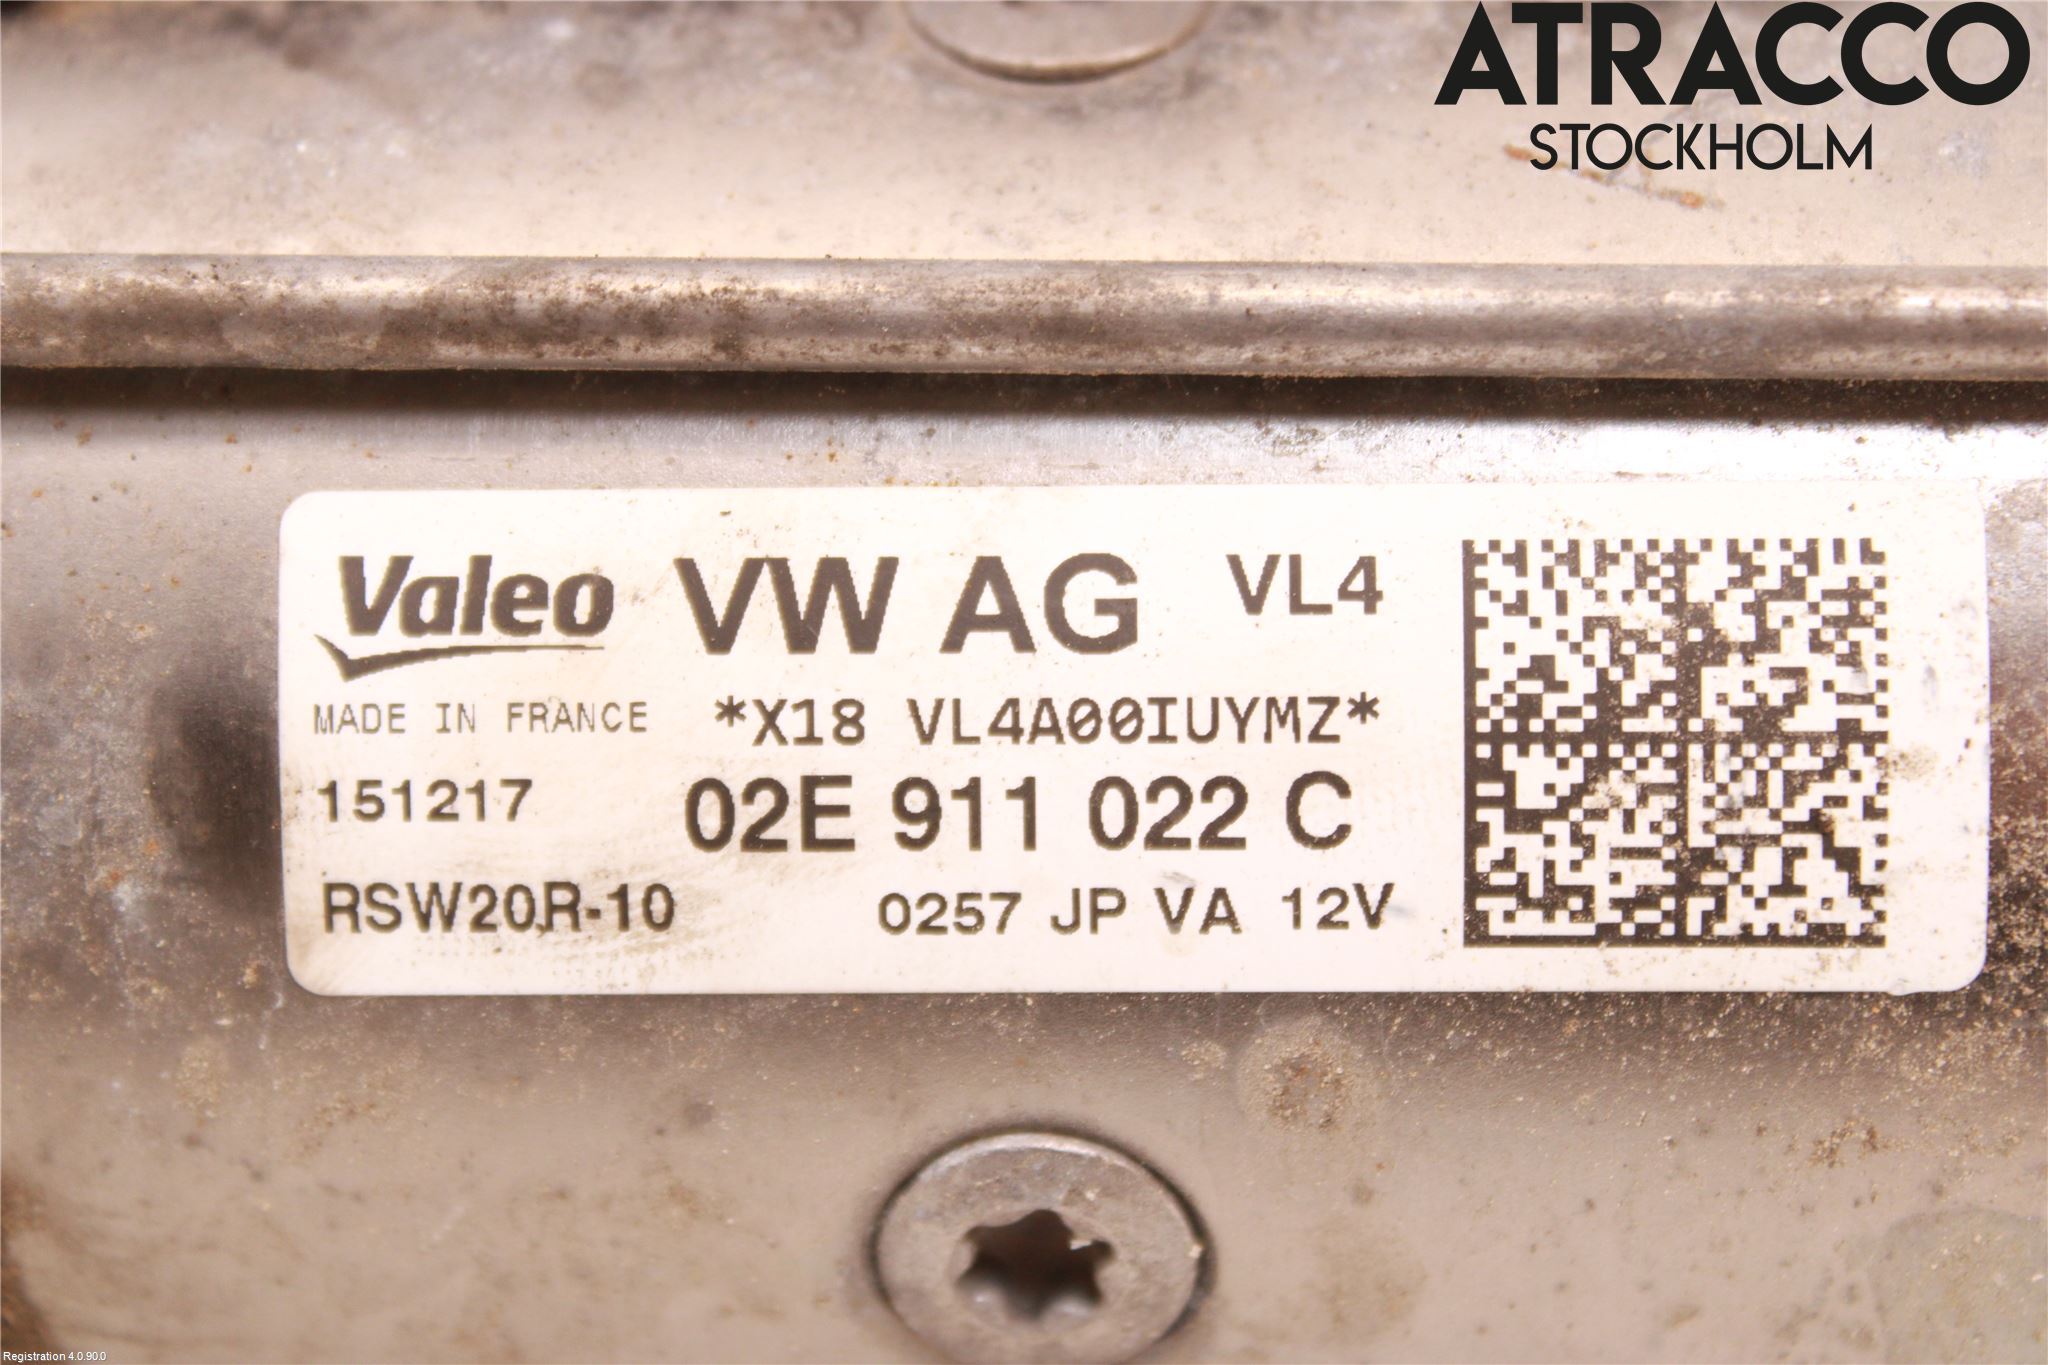 ATRACCO
STOCKHOLM
Valeo VW AG VL4
MADE IN FRANCE *X18 VL4A00IUYMZ*
151217 02E 911 022 C
RSW20R-10 0257 JP VA 12V
Registration 4.0.90.0